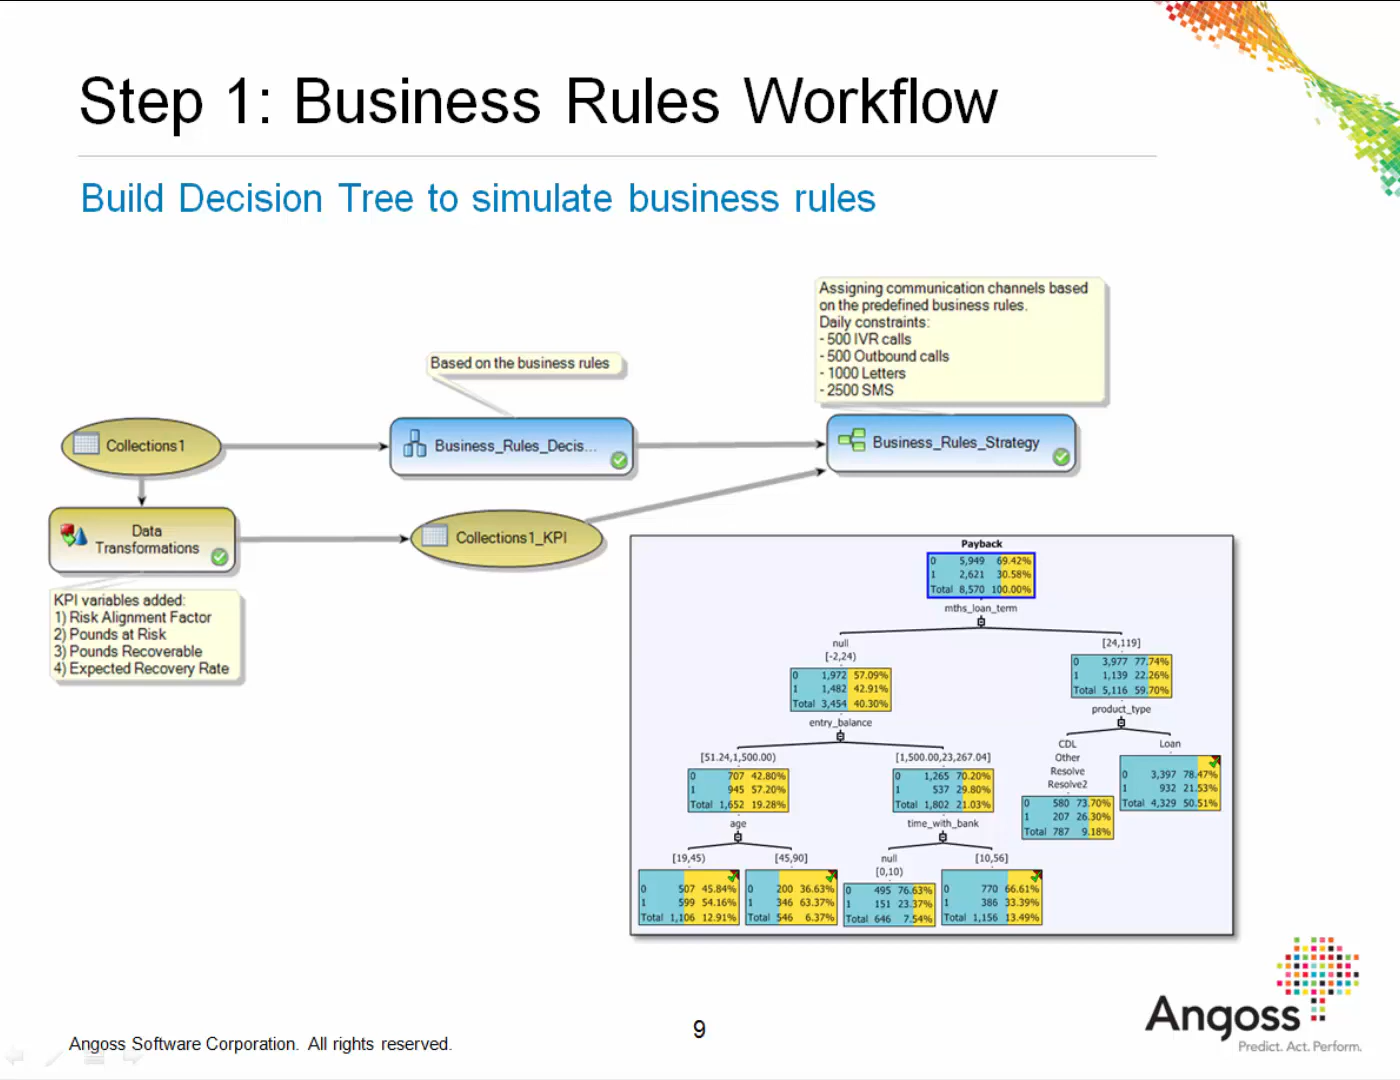 Step 1: Business Rules Workflow
Build Decision Tree to simulate business rules
Assigning communication channels based
on the predefined business rules.
Daily constraints:
- 500 IVR calls
- 500 Outbound calls
- 1000 Letters
- 2500 SMS
Based on the business rules
Collections1
Business_Rules_Decis...
Business_Rules_Strategy
Data
Transformations
Collections1_KPI
KPI variables added:
1) Risk Alignment Factor
2) Pounds at Risk
3) Pounds Recoverable
4) Expected Recovery Rate
Payback
0 5,949 69.42%
1 2,621 30.58%
Total 8,570 100.00%
mths_loan_term
null
[-2,24)
0 1,972 57.09%
1 1,482 42.91%
Total 3,454 40.30%
entry_balance
[24,119]
0 3,977 77.74%
1 1,139 22.26%
Total 5,116 59.70%
product_type
[51.24,1,500.00)
0 707 42.80%
1 945 57.20%
Total 1,652 19.28%
age
[1,500.00,23,267.04]
0 1,265 70.20%
1 537 29.80%
Total 1,802 21.03%
time_with_bank
CDL
Other
Resolve
Resolve2
0 580 73.70%
1 207 26.30%
Total 787 9.18%
Loan
0 3,397 78.47%
1 932 21.53%
Total 4,329 50.51%
[19,45)
0 507 45.84%
1 599 54.16%
Total 1,106 12.91%
[45,90]
0 200 36.63%
1 346 63.37%
Total 546 6.37%
null
[0,10)
0 495 76.63%
1 151 23.37%
Total 646 7.54%
[10,56]
0 770 66.61%
1 386 33.39%
Total 1,156 13.49%
Angoss Software Corporation. All rights reserved.
9
Angoss
Predict. Act. Perform.